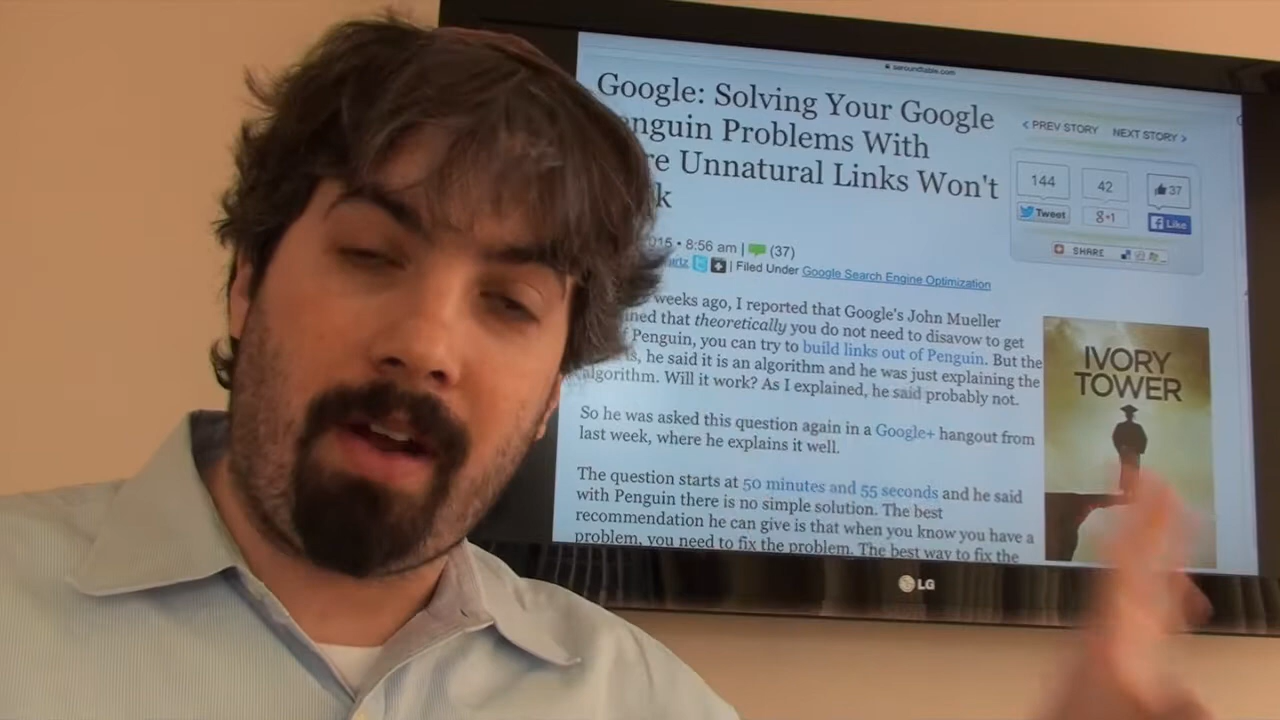 seroundtable.com
Google: Solving Your Google
enguin Problems With
re Unnatural Links Won't
k
< PREV STORY NEXT STORY >
144 42 37
Tweet g+1 Like
SHARE
015 • 8:56 am | (37)
artz | Filed Under Google Search Engine Optimization
weeks ago, I reported that Google's John Mueller
ined that theoretically you do not need to disavow to get
f Penguin, you can try to build links out of Penguin. But the
is, he said it is an algorithm and he was just explaining the
algorithm. Will it work? As I explained, he said probably not.
So he was asked this question again in a Google+ hangout from
last week, where he explains it well.
The question starts at 50 minutes and 55 seconds and he said
with Penguin there is no simple solution. The best
recommendation he can give is that when you know you have a
problem, you need to fix the problem. The best way to fix the
IVORY
TOWER
LG